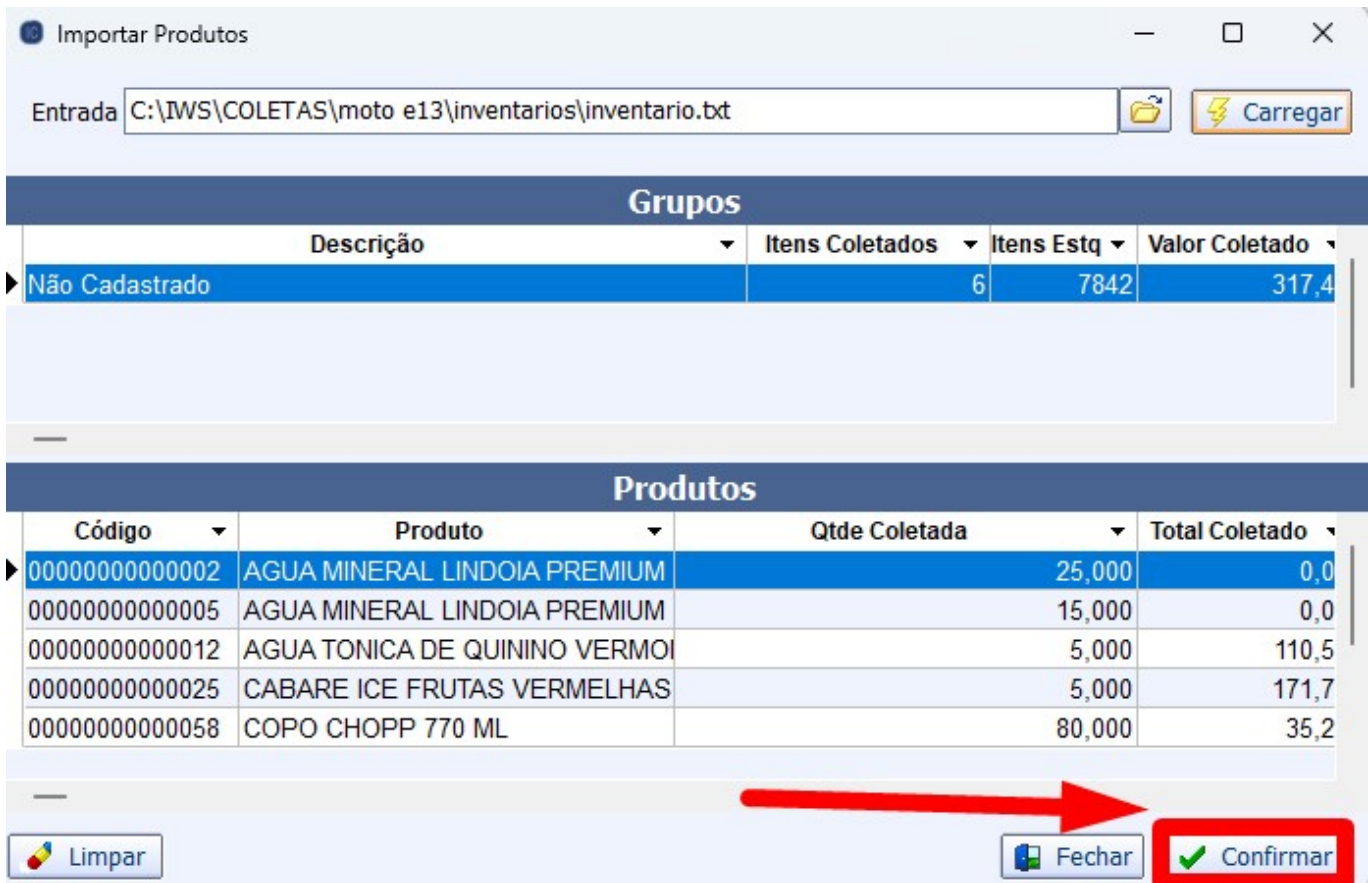 Importar Produtos
Entrada C:\IWS\COLETAS\moto e13\inventarios\inventario.txt Carregar
Grupos
Descrição Itens Coletados Itens Estq Valor Coletado
Não Cadastrado 6 7842 317,4
Produtos
Código Produto Qtde Coletada Total Coletado
00000000000002 AGUA MINERAL LINDOIA PREMIUM 25,000 0,0
00000000000005 AGUA MINERAL LINDOIA PREMIUM 15,000 0,0
00000000000012 AGUA TONICA DE QUININO VERMO 5,000 110,5
00000000000025 CABARE ICE FRUTAS VERMELHAS 5,000 171,7
00000000000058 COPO CHOPP 770 ML 80,000 35,2
Limpar Fechar Confirmar